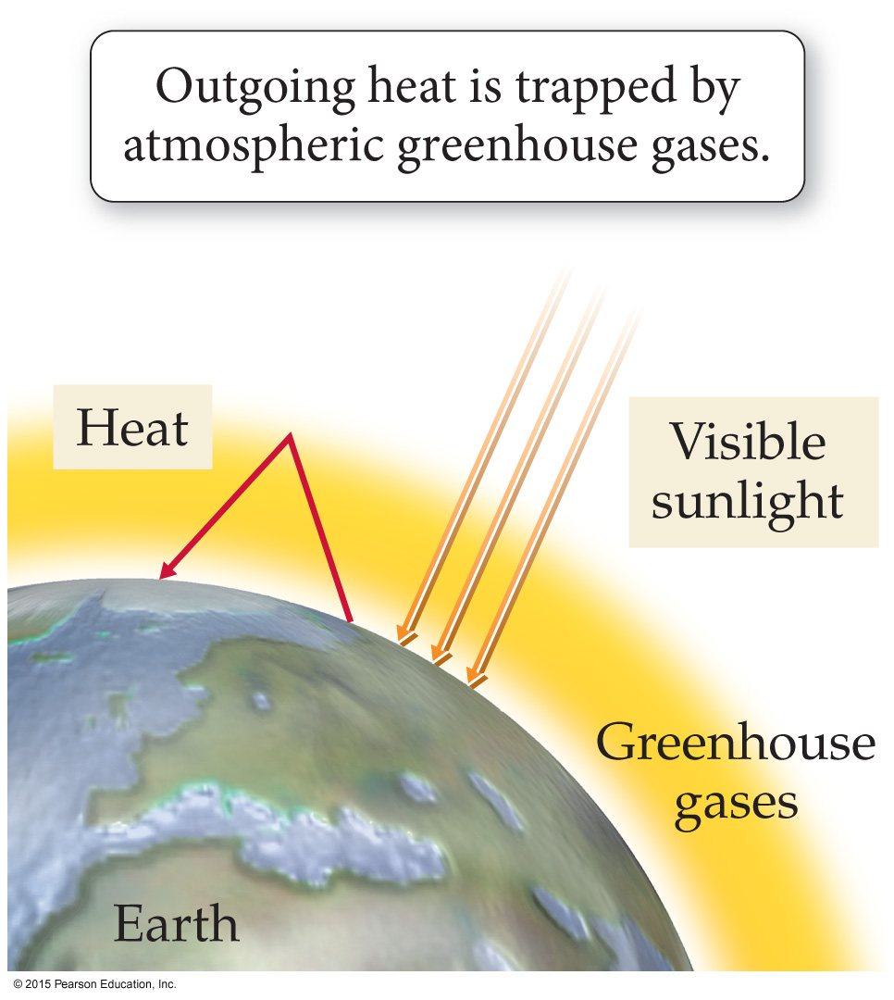 Outgoing heat is trapped by
atmospheric greenhouse gases.
Heat
Visible
sunlight
Greenhouse
gases
Earth
© 2015 Pearson Education, Inc.